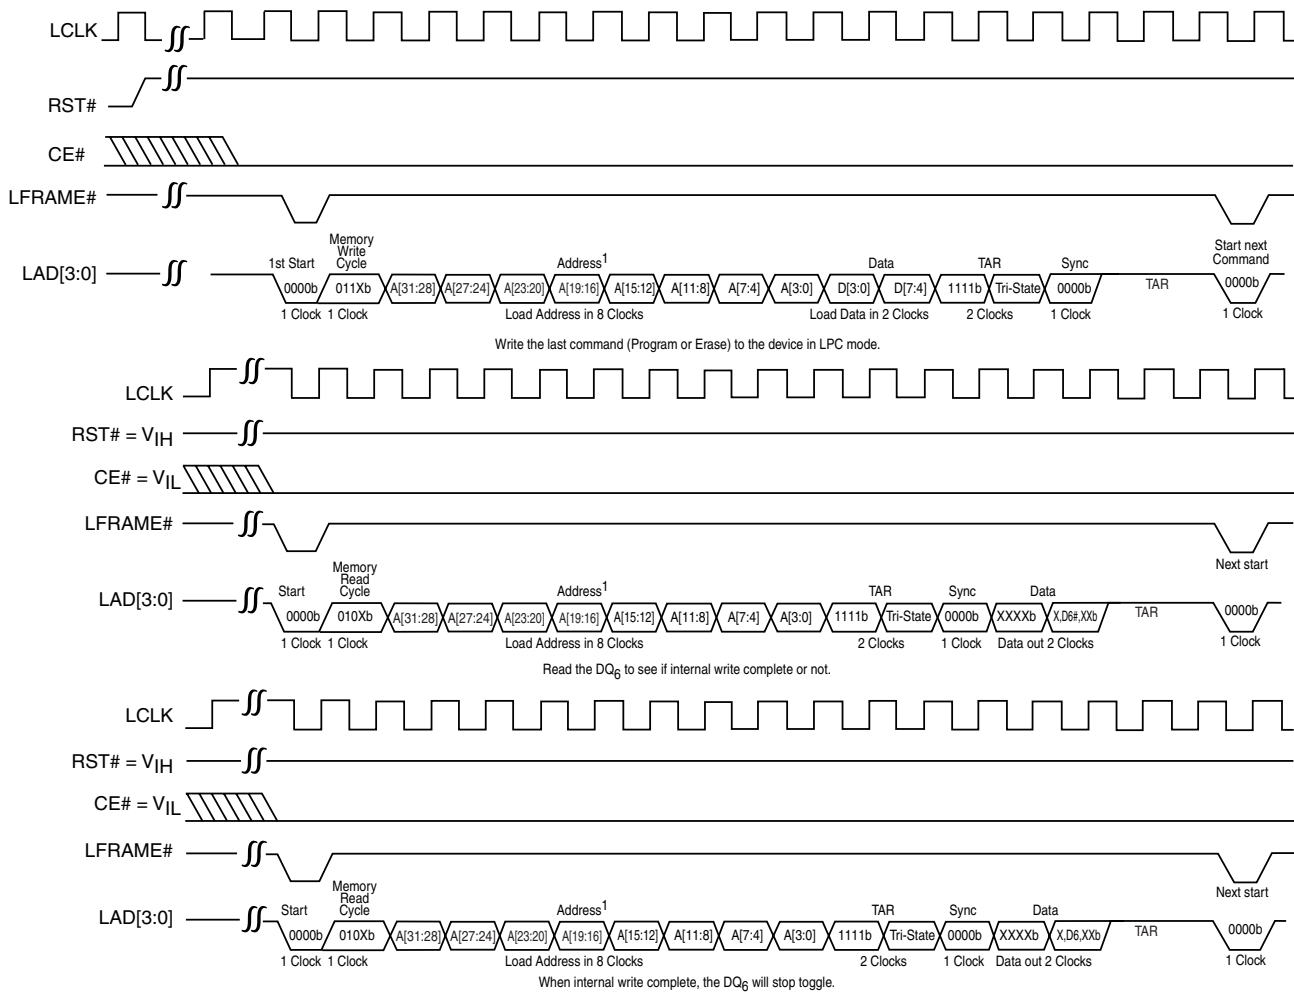 LCLK
RST#
CE#
LFRAME#
Memory
Write
Cycle
1st Start
Address1
Data
TAR
Sync
Start next
Command
LAD[3:0]
0000b 011Xb A[31:28] A[27:24] A[23:20] A[19:16] A[15:12] A[11:8] A[7:4] A[3:0] D[3:0] D[7:4] 1111b Tri-State 0000b TAR 0000b
1 Clock 1 Clock Load Address in 8 Clocks Load Data in 2 Clocks 2 Clocks 1 Clock 1 Clock
Write the last command (Program or Erase) to the device in LPC mode.
LCLK
RST# = VIH
CE# = VIL
LFRAME#
Next start
Memory
Read
Cycle
Start
Address1
TAR
Sync
Data
LAD[3:0]
0000b 010Xb A[31:28] A[27:24] A[23:20] A[19:16] A[15:12] A[11:8] A[7:4] A[3:0] 1111b Tri-State 0000b XXXXb X,D6#,XXb TAR 0000b
1 Clock 1 Clock Load Address in 8 Clocks 2 Clocks 1 Clock Data out 2 Clocks 1 Clock
Read the DQ6 to see if internal write complete or not.
LCLK
RST# = VIH
CE# = VIL
LFRAME#
Next start
Memory
Read
Cycle
Start
Address1
TAR
Sync
Data
LAD[3:0]
0000b 010Xb A[31:28] A[27:24] A[23:20] A[19:16] A[15:12] A[11:8] A[7:4] A[3:0] 1111b Tri-State 0000b XXXXb X,D6,XXb TAR 0000b
1 Clock 1 Clock Load Address in 8 Clocks 2 Clocks 1 Clock Data out 2 Clocks 1 Clock
When internal write complete, the DQ6 will stop toggle.